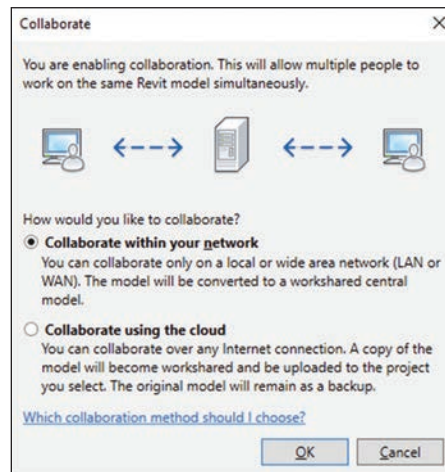 Collaborate
You are enabling collaboration. This will allow multiple people to
work on the same Revit model simultaneously.
How would you like to collaborate?
Collaborate within your network
You can collaborate only on a local or wide area network (LAN or
WAN). The model will be converted to a workshared central
model.
Collaborate using the cloud
You can collaborate over any Internet connection. A copy of the
model will become workshared and be uploaded to the project
you select. The original model will remain as a backup.
Which collaboration method should I choose?
OK Cancel